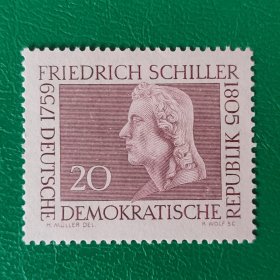 FRIEDRICH SCHILLER
1759
1805
20
DEUTSCHE
DEMOKRATISCHE
REPUBLIK
H. MÜLLER DEL.
R. WOLF SC.